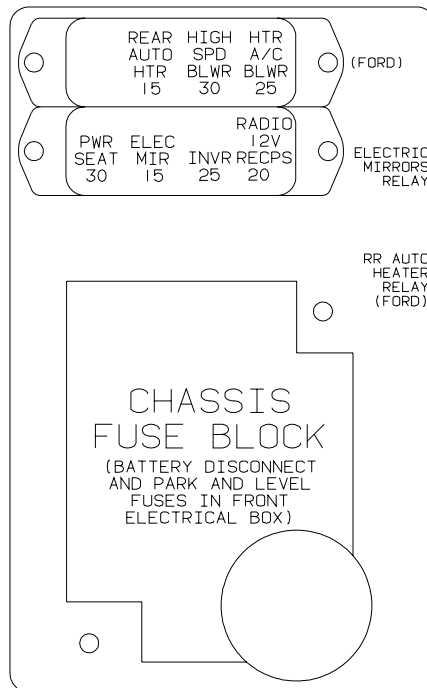 REAR HIGH HTR
AUTO SPD A/C
HTR BLWR BLWR
15 30 25
(FORD)
RADIO
PWR ELEC 12V
SEAT MIR INVR RECPS
30 15 25 20
ELECTRIC
MIRRORS
RELAY
RR AUTO
HEATER
RELAY
(FORD)
CHASSIS
FUSE BLOCK
(BATTERY DISCONNECT
AND PARK AND LEVEL
FUSES IN FRONT
ELECTRICAL BOX)